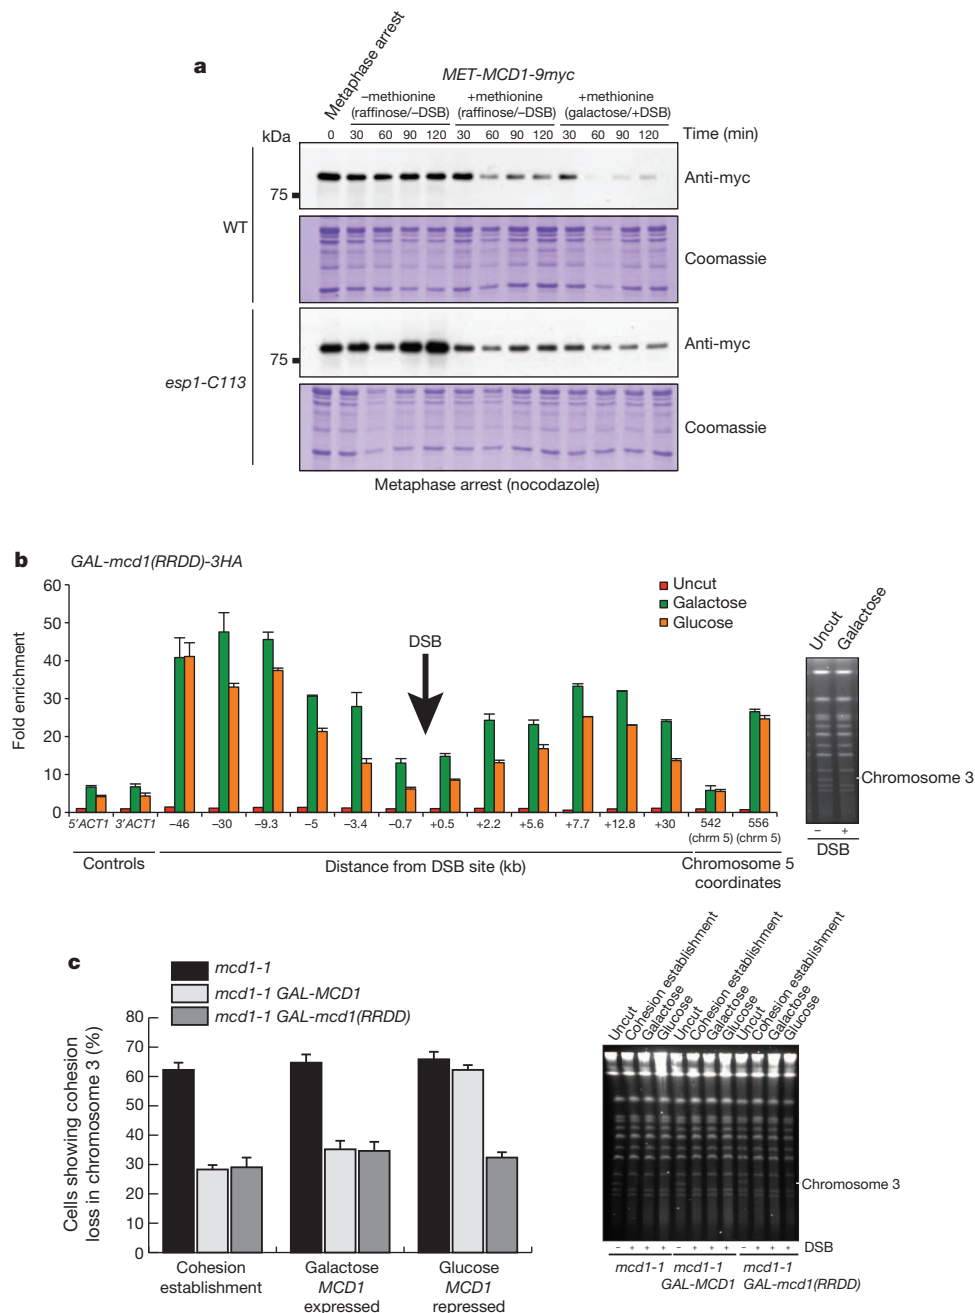 a
Metaphase arrest
MET-MCD1-9myc
–methionine
(raffinose/–DSB)
+methionine
(raffinose/–DSB)
+methionine
(galactose/+DSB)
kDa
0 30 60 90 120 30 60 90 120 30 60 90 120 Time (min)
75
Anti-myc
WT
Coomassie
75
Anti-myc
esp1-C113
Coomassie
Metaphase arrest (nocodazole)
b
GAL-mcd1(RRDD)-3HA
Fold enrichment
60
50
40
30
20
10
0
Uncut
Galactose
Glucose
DSB
5'ACT1 3'ACT1 –46 –30 –9.3 –5 –3.4 –0.7 +0.5 +2.2 +5.6 +7.7 +12.8 +30 542 556
(chrm 5) (chrm 5)
Controls
Distance from DSB site (kb)
Chromosome 5
coordinates
Uncut
Galactose
Chromosome 3
– +
DSB
c
mcd1-1
mcd1-1 GAL-MCD1
mcd1-1 GAL-mcd1(RRDD)
Cells showing cohesion
loss in chromosome 3 (%)
80
70
60
50
40
30
20
10
0
Cohesion
establishment
Galactose
MCD1
expressed
Glucose
MCD1
repressed
Uncut
Cohesion establishment
Galactose
Glucose
Uncut
Cohesion establishment
Galactose
Glucose
Uncut
Cohesion establishment
Galactose
Glucose
Chromosome 3
– + + + – + + + – + + + DSB
mcd1-1
mcd1-1
GAL-MCD1
mcd1-1
GAL-mcd1(RRDD)